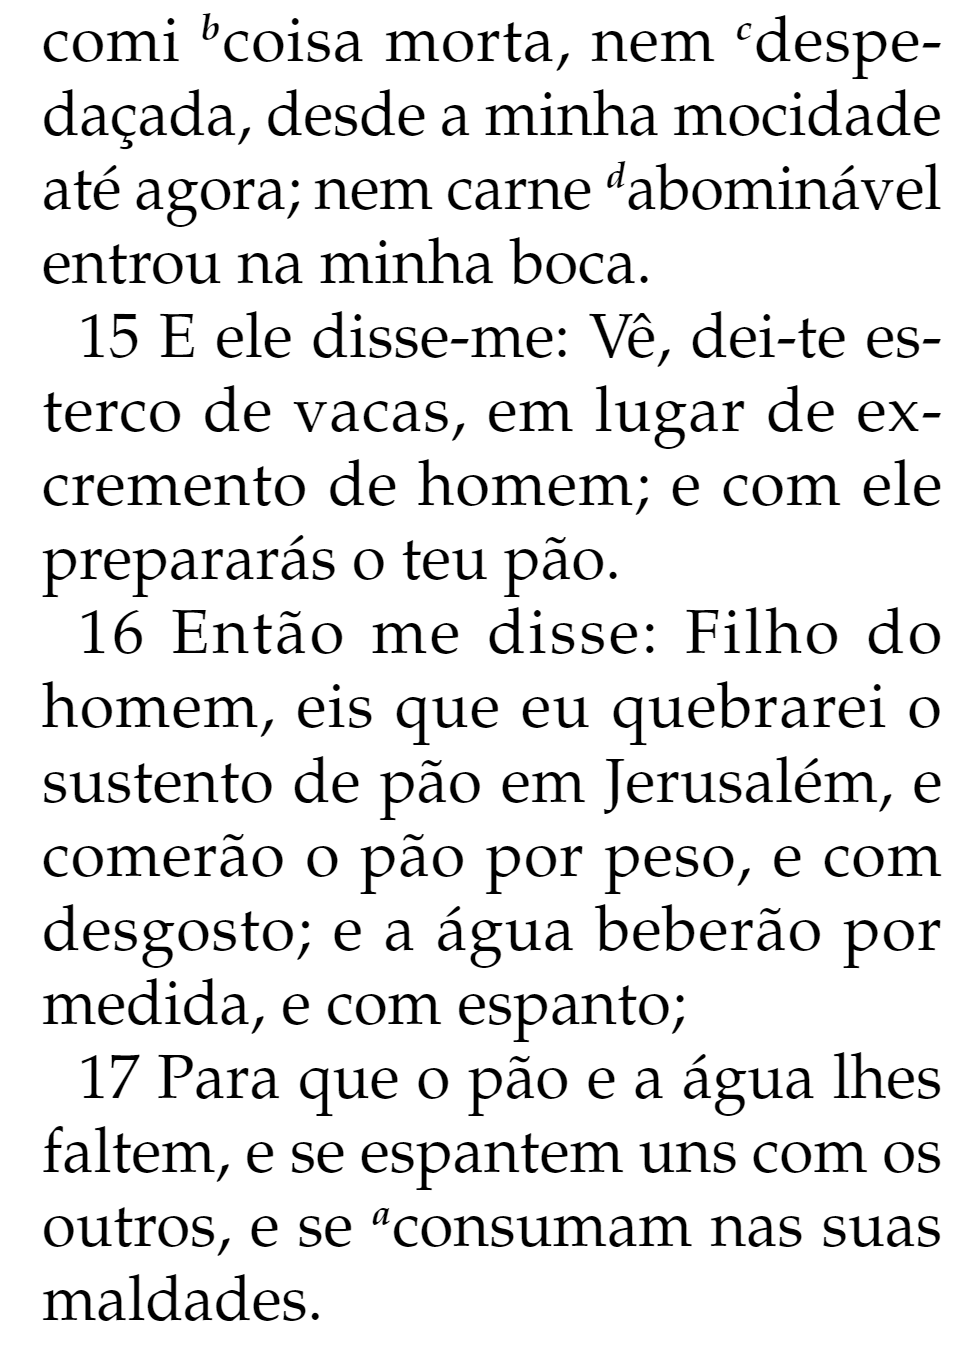 comi ᵇcoisa morta, nem ᶜdespe-
daçada, desde a minha mocidade
até agora; nem carne ᵈabominável
entrou na minha boca.
15 E ele disse-me: Vê, dei-te es-
terco de vacas, em lugar de ex-
cremento de homem; e com ele
prepararás o teu pão.
16 Então me disse: Filho do
homem, eis que eu quebrarei o
sustento de pão em Jerusalém, e
comerão o pão por peso, e com
desgosto; e a água beberão por
medida, e com espanto;
17 Para que o pão e a água lhes
faltem, e se espantem uns com os
outros, e se ᵃconsumam nas suas
maldades.